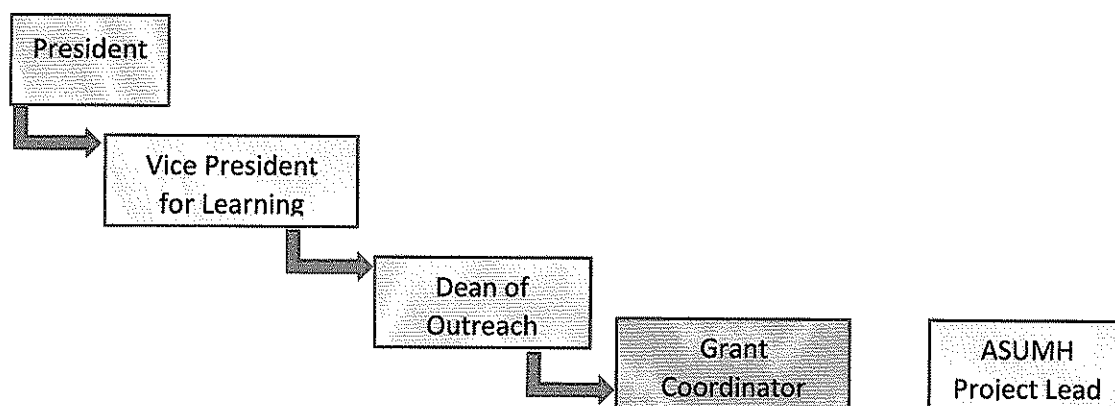 President
Vice President
for Learning
Dean of
Outreach
Grant
Coordinator
ASUMH
Project Lead